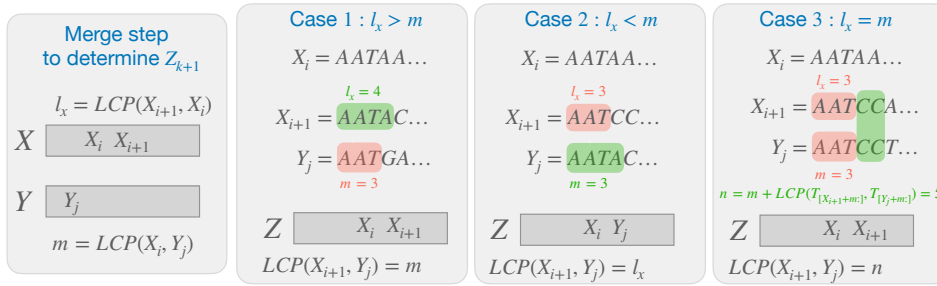 Merge step
to determine Z_{k+1}
l_x = LCP(X_{i+1}, X_i)
X X_i X_{i+1}
Y Y_j
m = LCP(X_i, Y_j)
Case 1 : l_x > m
X_i = AATAA…
l_x = 4
X_{i+1} = AATAC…
Y_j = AATGA…
m = 3
Z X_i X_{i+1}
LCP(X_{i+1}, Y_j) = m
Case 2 : l_x < m
X_i = AATAA…
l_x = 3
X_{i+1} = AATCC…
Y_j = AATAC…
m = 3
Z X_i Y_j
LCP(X_{i+1}, Y_j) = l_x
Case 3 : l_x = m
X_i = AATAA…
l_x = 3
X_{i+1} = AATCCA…
Y_j = AATCCT…
m = 3
n = m + LCP(T_{[X_{i+1}+m:]}, T_{[Y_j+m:]}) =
Z X_i X_{i+1}
LCP(X_{i+1}, Y_j) = n